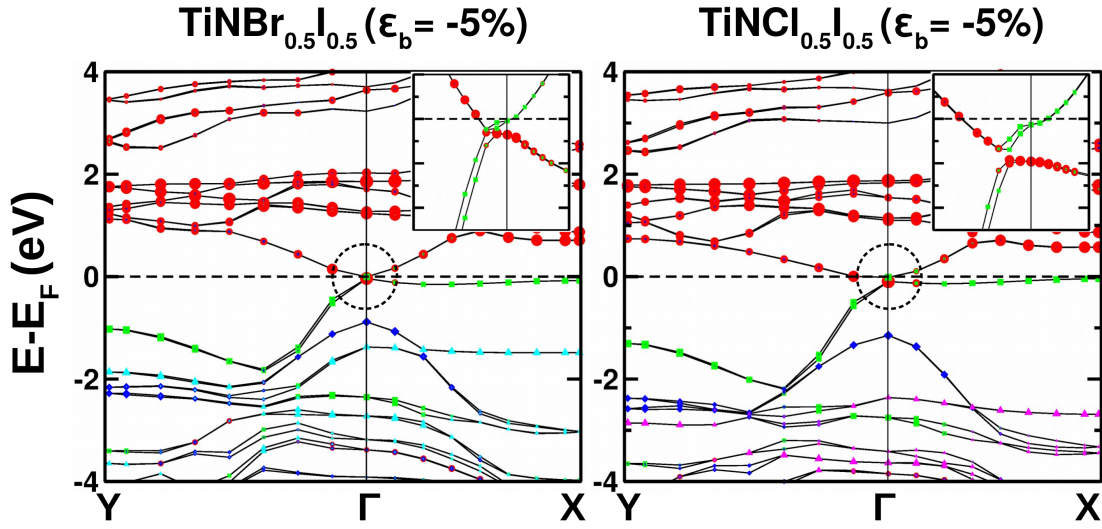 TiNBr0.5I0.5 (εb= -5%)
TiNCl0.5I0.5 (εb= -5%)
E-EF (eV)
4
2
0
-2
-4
Y
Γ
X
4
2
0
-2
-4
Y
Γ
X